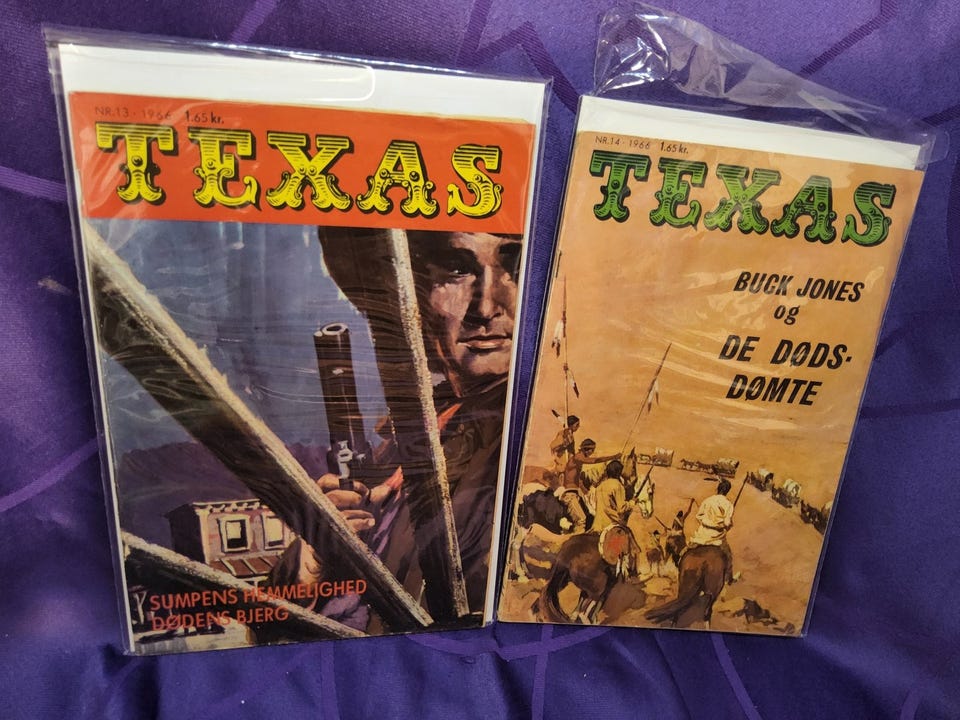 NR.13 · 1966 1.65 kr.
TEXAS
SUMPENS HEMMELIGHED
DØDENS BJERG
NR.14 · 1966 1.65 kr.
TEXAS
BUCK JONES
og
DE DØDS-
DØMTE